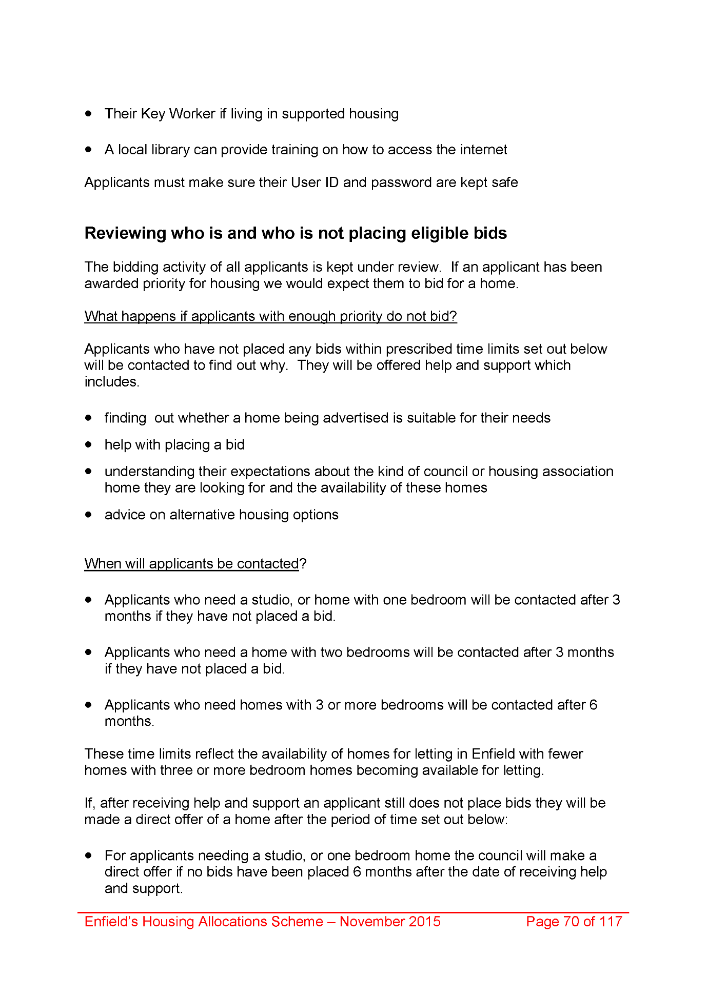 • Their Key Worker if living in supported housing
• A local library can provide training on how to access the internet
Applicants must make sure their User ID and password are kept safe
Reviewing who is and who is not placing eligible bids
The bidding activity of all applicants is kept under review.  If an applicant has been
awarded priority for housing we would expect them to bid for a home.
What happens if applicants with enough priority do not bid?
Applicants who have not placed any bids within prescribed time limits set out below
will be contacted to find out why.  They will be offered help and support which
includes.
• finding  out whether a home being advertised is suitable for their needs
• help with placing a bid
• understanding their expectations about the kind of council or housing association
home they are looking for and the availability of these homes
• advice on alternative housing options
When will applicants be contacted?
• Applicants who need a studio, or home with one bedroom will be contacted after 3
months if they have not placed a bid.
• Applicants who need a home with two bedrooms will be contacted after 3 months
if they have not placed a bid.
• Applicants who need homes with 3 or more bedrooms will be contacted after 6
months.
These time limits reflect the availability of homes for letting in Enfield with fewer
homes with three or more bedroom homes becoming available for letting.
If, after receiving help and support an applicant still does not place bids they will be
made a direct offer of a home after the period of time set out below:
• For applicants needing a studio, or one bedroom home the council will make a
direct offer if no bids have been placed 6 months after the date of receiving help
and support.
Enfield’s Housing Allocations Scheme – November 2015 Page 70 of 117